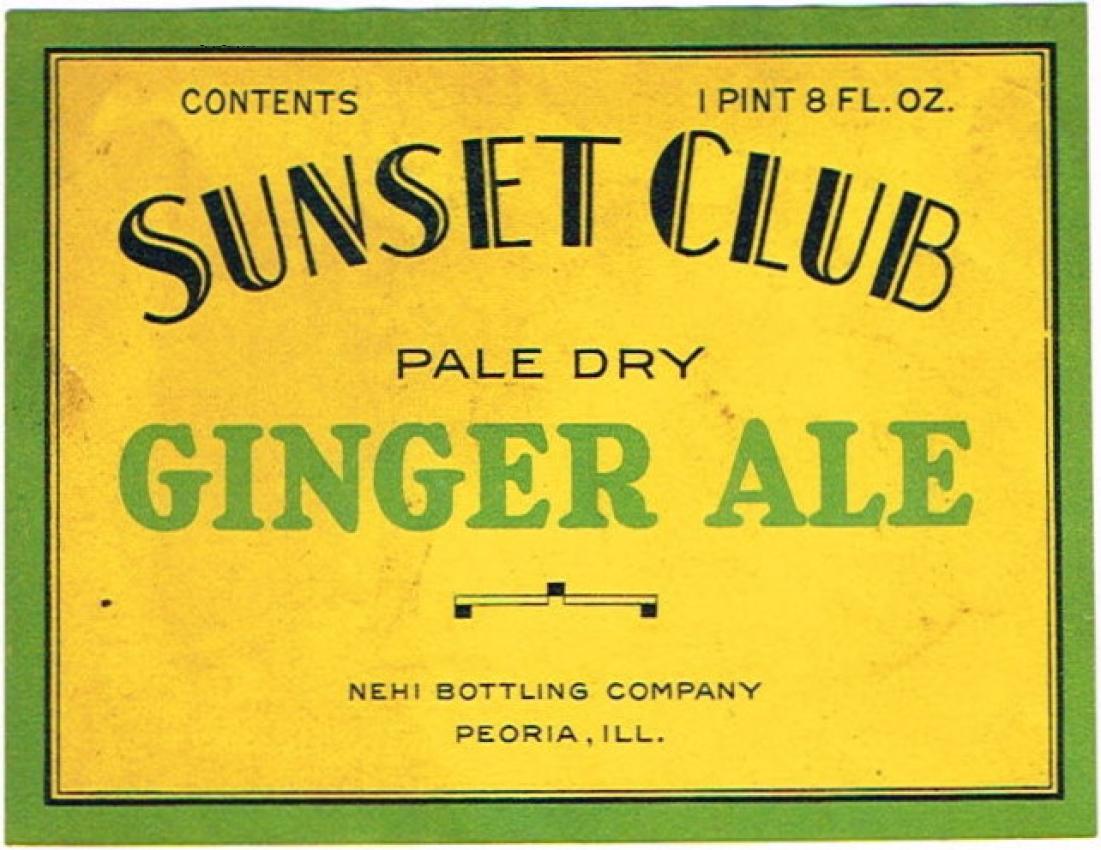 CONTENTS 1 PINT 8 FL. OZ.
SUNSET CLUB
PALE DRY
GINGER ALE
NEHI BOTTLING COMPANY
PEORIA, ILL.